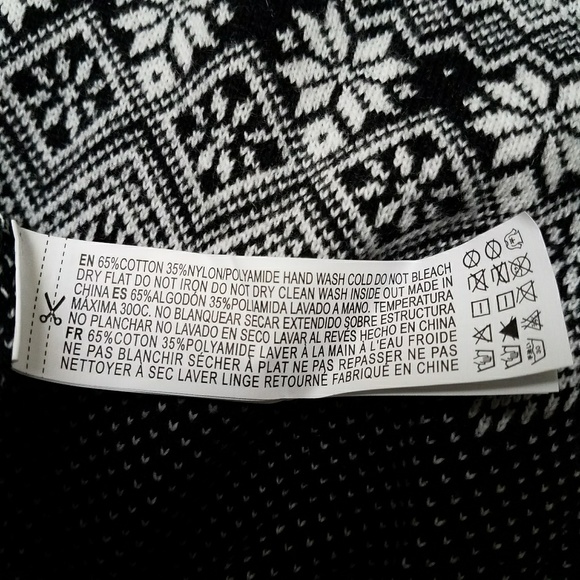 EN 65%COTTON 35%NYLON/POLYAMIDE HAND WASH COLD DO NOT BLEACH
DRY FLAT DO NOT IRON DO NOT DRY CLEAN WASH INSIDE OUT MADE IN
CHINA ES 65%ALGODÓN 35%POLIAMIDA LAVADO A MANO. TEMPERATURA
MÁXIMA 300C. NO BLANQUEAR SECAR EXTENDIDO SOBRE ESTRUCTURA
NO PLANCHAR NO LAVADO EN SECO LAVAR AL REVÉS HECHO EN CHINA
FR 65%COTON 35%POLYAMIDE LAVER À LA MAIN À L'EAU FROIDE
NE PAS BLANCHIR SÉCHER À PLAT NE PAS REPASSER NE PAS
NETTOYER À SEC LAVER LINGE RETOURNÉ FABRIQUÉ EN CHINE